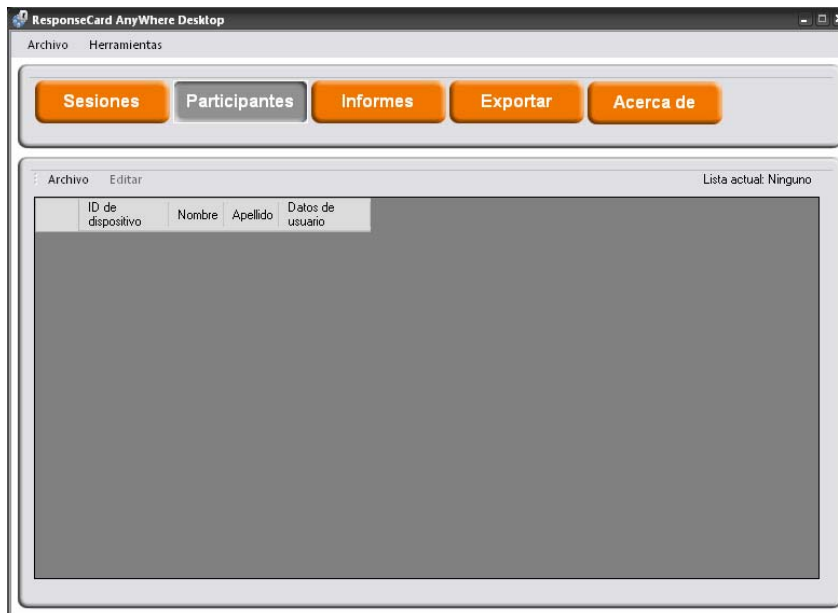 ResponseCard AnyWhere Desktop
Archivo Herramientas
Sesiones Participantes Informes Exportar Acerca de
Archivo Editar Lista actual: Ninguno
ID de dispositivo Nombre Apellido Datos de usuario